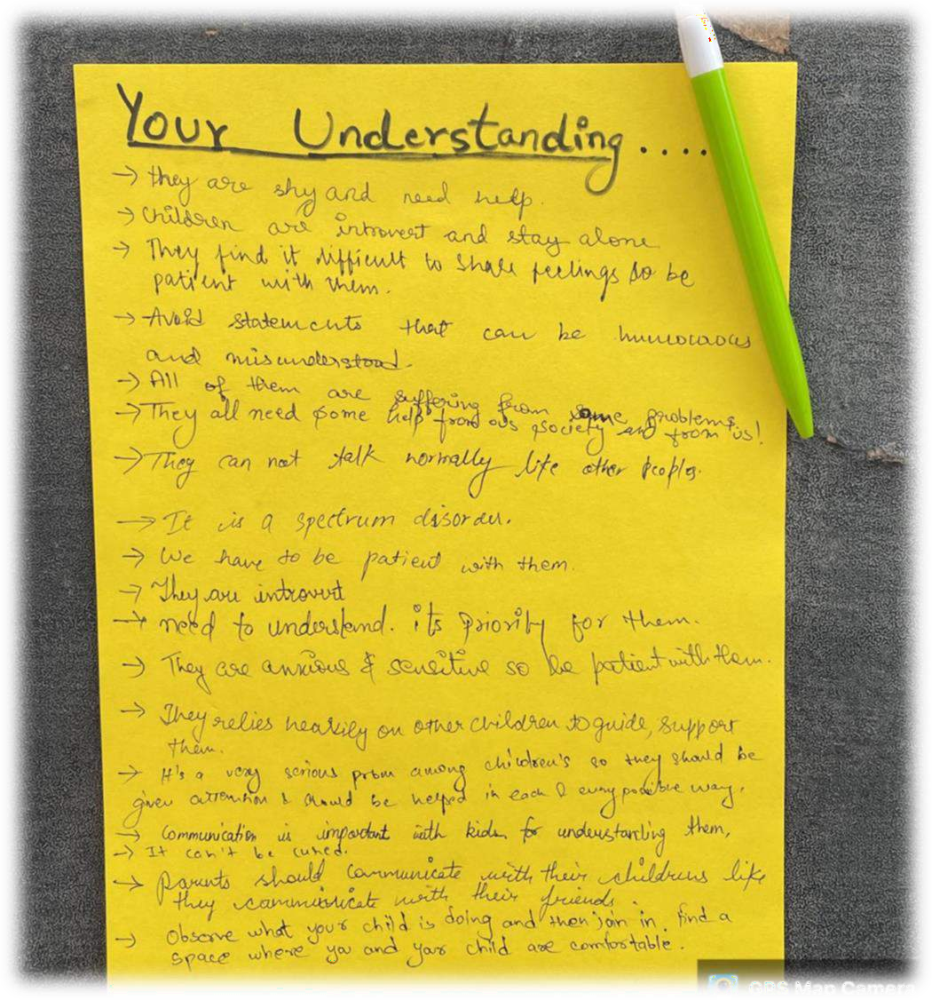 Your Understanding.....
→ they are shy and need help.
→ Children are introvert and stay alone
→ They find it difficult to share feelings so be
patient with them.
→ Avoid statements that can be humorous
and misunderstood.
→ All of them are suffering from some problems.
→ They all need some help from our society and from us!
→ They can not talk normally like other peoples.
→ It is a spectrum disorder.
→ We have to be patient with them.
→ They are introvert
→ need to understand. its priority for them.
→ They are anxious & sensitive so be patient with them.
→ They relies heavily on other children to guide, support
them.
→ It's a very serious prbm among children's so they should be
given attention & should be helped in each & every possible way.
→ Communication is important with kids for understanding them,
→ It can't be cured.
→ Parents should communicate with their childrens like
they communicate with their friends.
→ Observe what your child is doing and then join in. find a
space where you and your child are comfortable.
GPS Map Camera